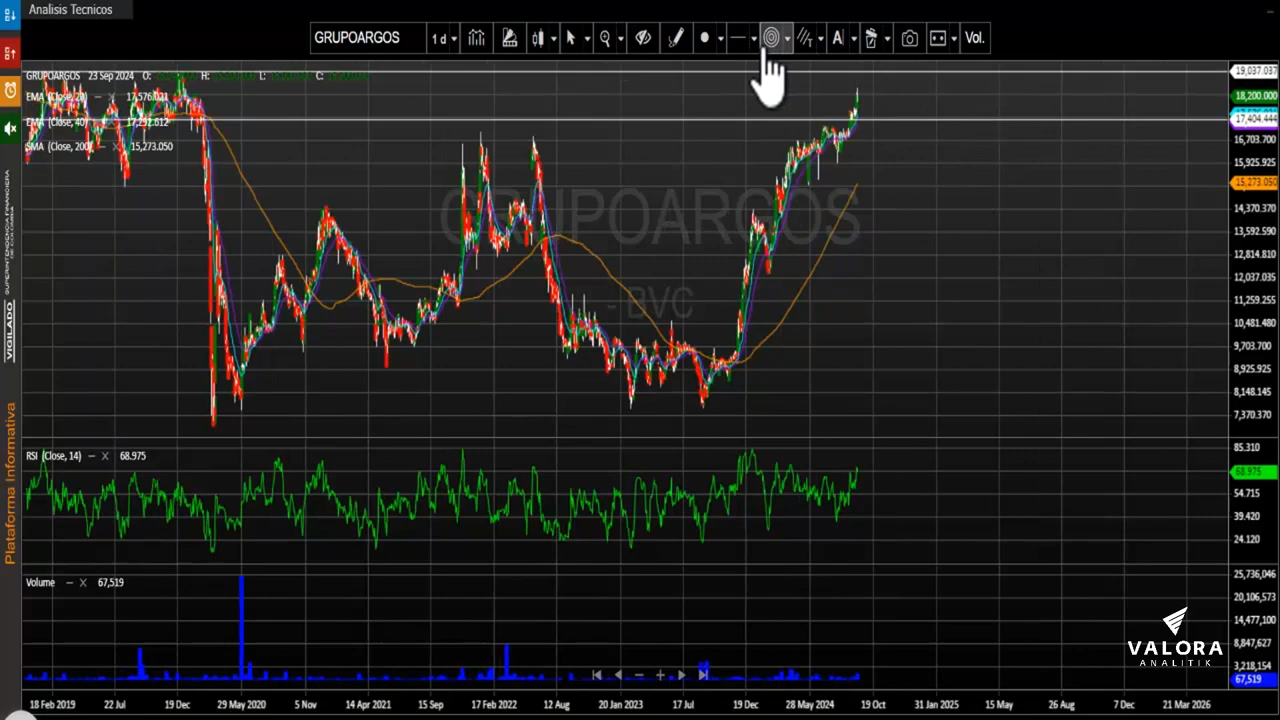 Analisis Tecnicos
GRUPOARGOS
1 d
T
A
Vol.
GRUPOARGOS 23 Sep 2024 O: H: L: C:
EMA (Close, 20) – X 17,576.021
EMA (Close, 40) – X
SMA (Close, 200) – X 15,273.050
GRUPOARGOS
- BVC
19,037.037
18,200.000
17,404.444
16,703.700
15,925.925
15,273.050
14,370.370
13,592.590
12,814.810
12,037.035
11,259.255
10,481.480
9,703.700
8,925.925
8,148.145
7,370.370
RSI (Close, 14) – X 68.975
85.310
68.975
54.715
39.420
24.120
Volume – X 67,519
25,736,046
20,106,573
14,477,100
8,847,627
3,218,154
67,519
18 Feb 2019
22 Jul
19 Dec
29 May 2020
5 Nov
14 Apr 2021
15 Sep
17 Feb 2022
12 Aug
20 Jan 2023
17 Jul
19 Dec
28 May 2024
19 Oct
31 Jan 2025
15 May
26 Aug
7 Dec
21 Mar 2026
VALORA
ANALITIK
VIGILADO
SUPERINTENDENCIA FINANCIERA
DE COLOMBIA
Plataforma Informativa